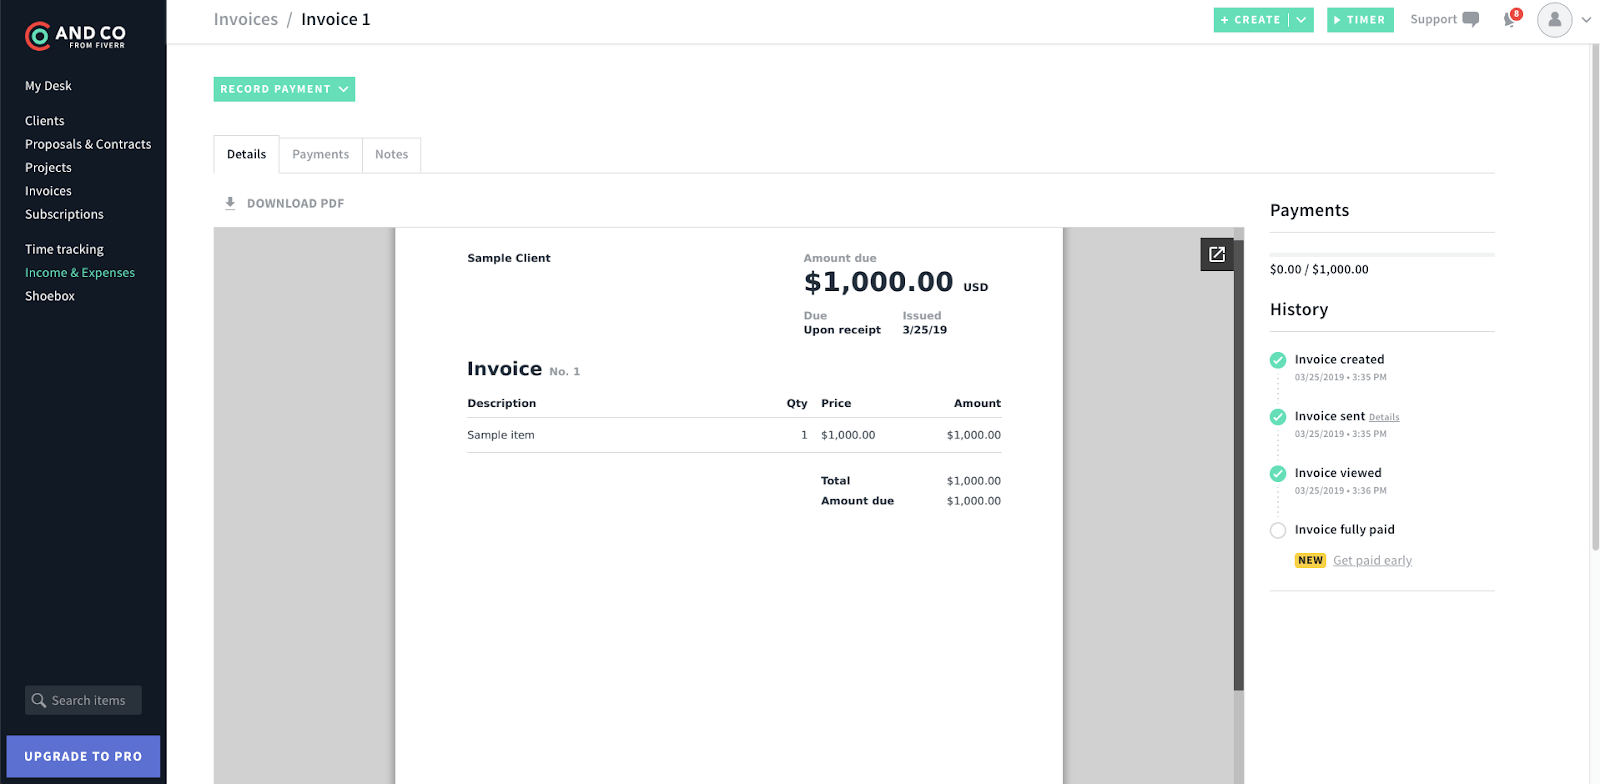 AND CO
FROM FIVERR
My Desk
Clients
Proposals & Contracts
Projects
Invoices
Subscriptions
Time tracking
Income & Expenses
Shoebox
Search items
UPGRADE TO PRO
Invoices / Invoice 1
+ CREATE
TIMER
Support
8
RECORD PAYMENT
Details
Payments
Notes
DOWNLOAD PDF
Sample Client
Amount due
$1,000.00 USD
Due Issued
Upon receipt 3/25/19
Invoice No. 1
Description Qty Price Amount
Sample item 1 $1,000.00 $1,000.00
Total $1,000.00
Amount due $1,000.00
Payments
$0.00 / $1,000.00
History
Invoice created
03/25/2019 • 3:35 PM
Invoice sent Details
03/25/2019 • 3:35 PM
Invoice viewed
03/25/2019 • 3:36 PM
Invoice fully paid
NEW Get paid early